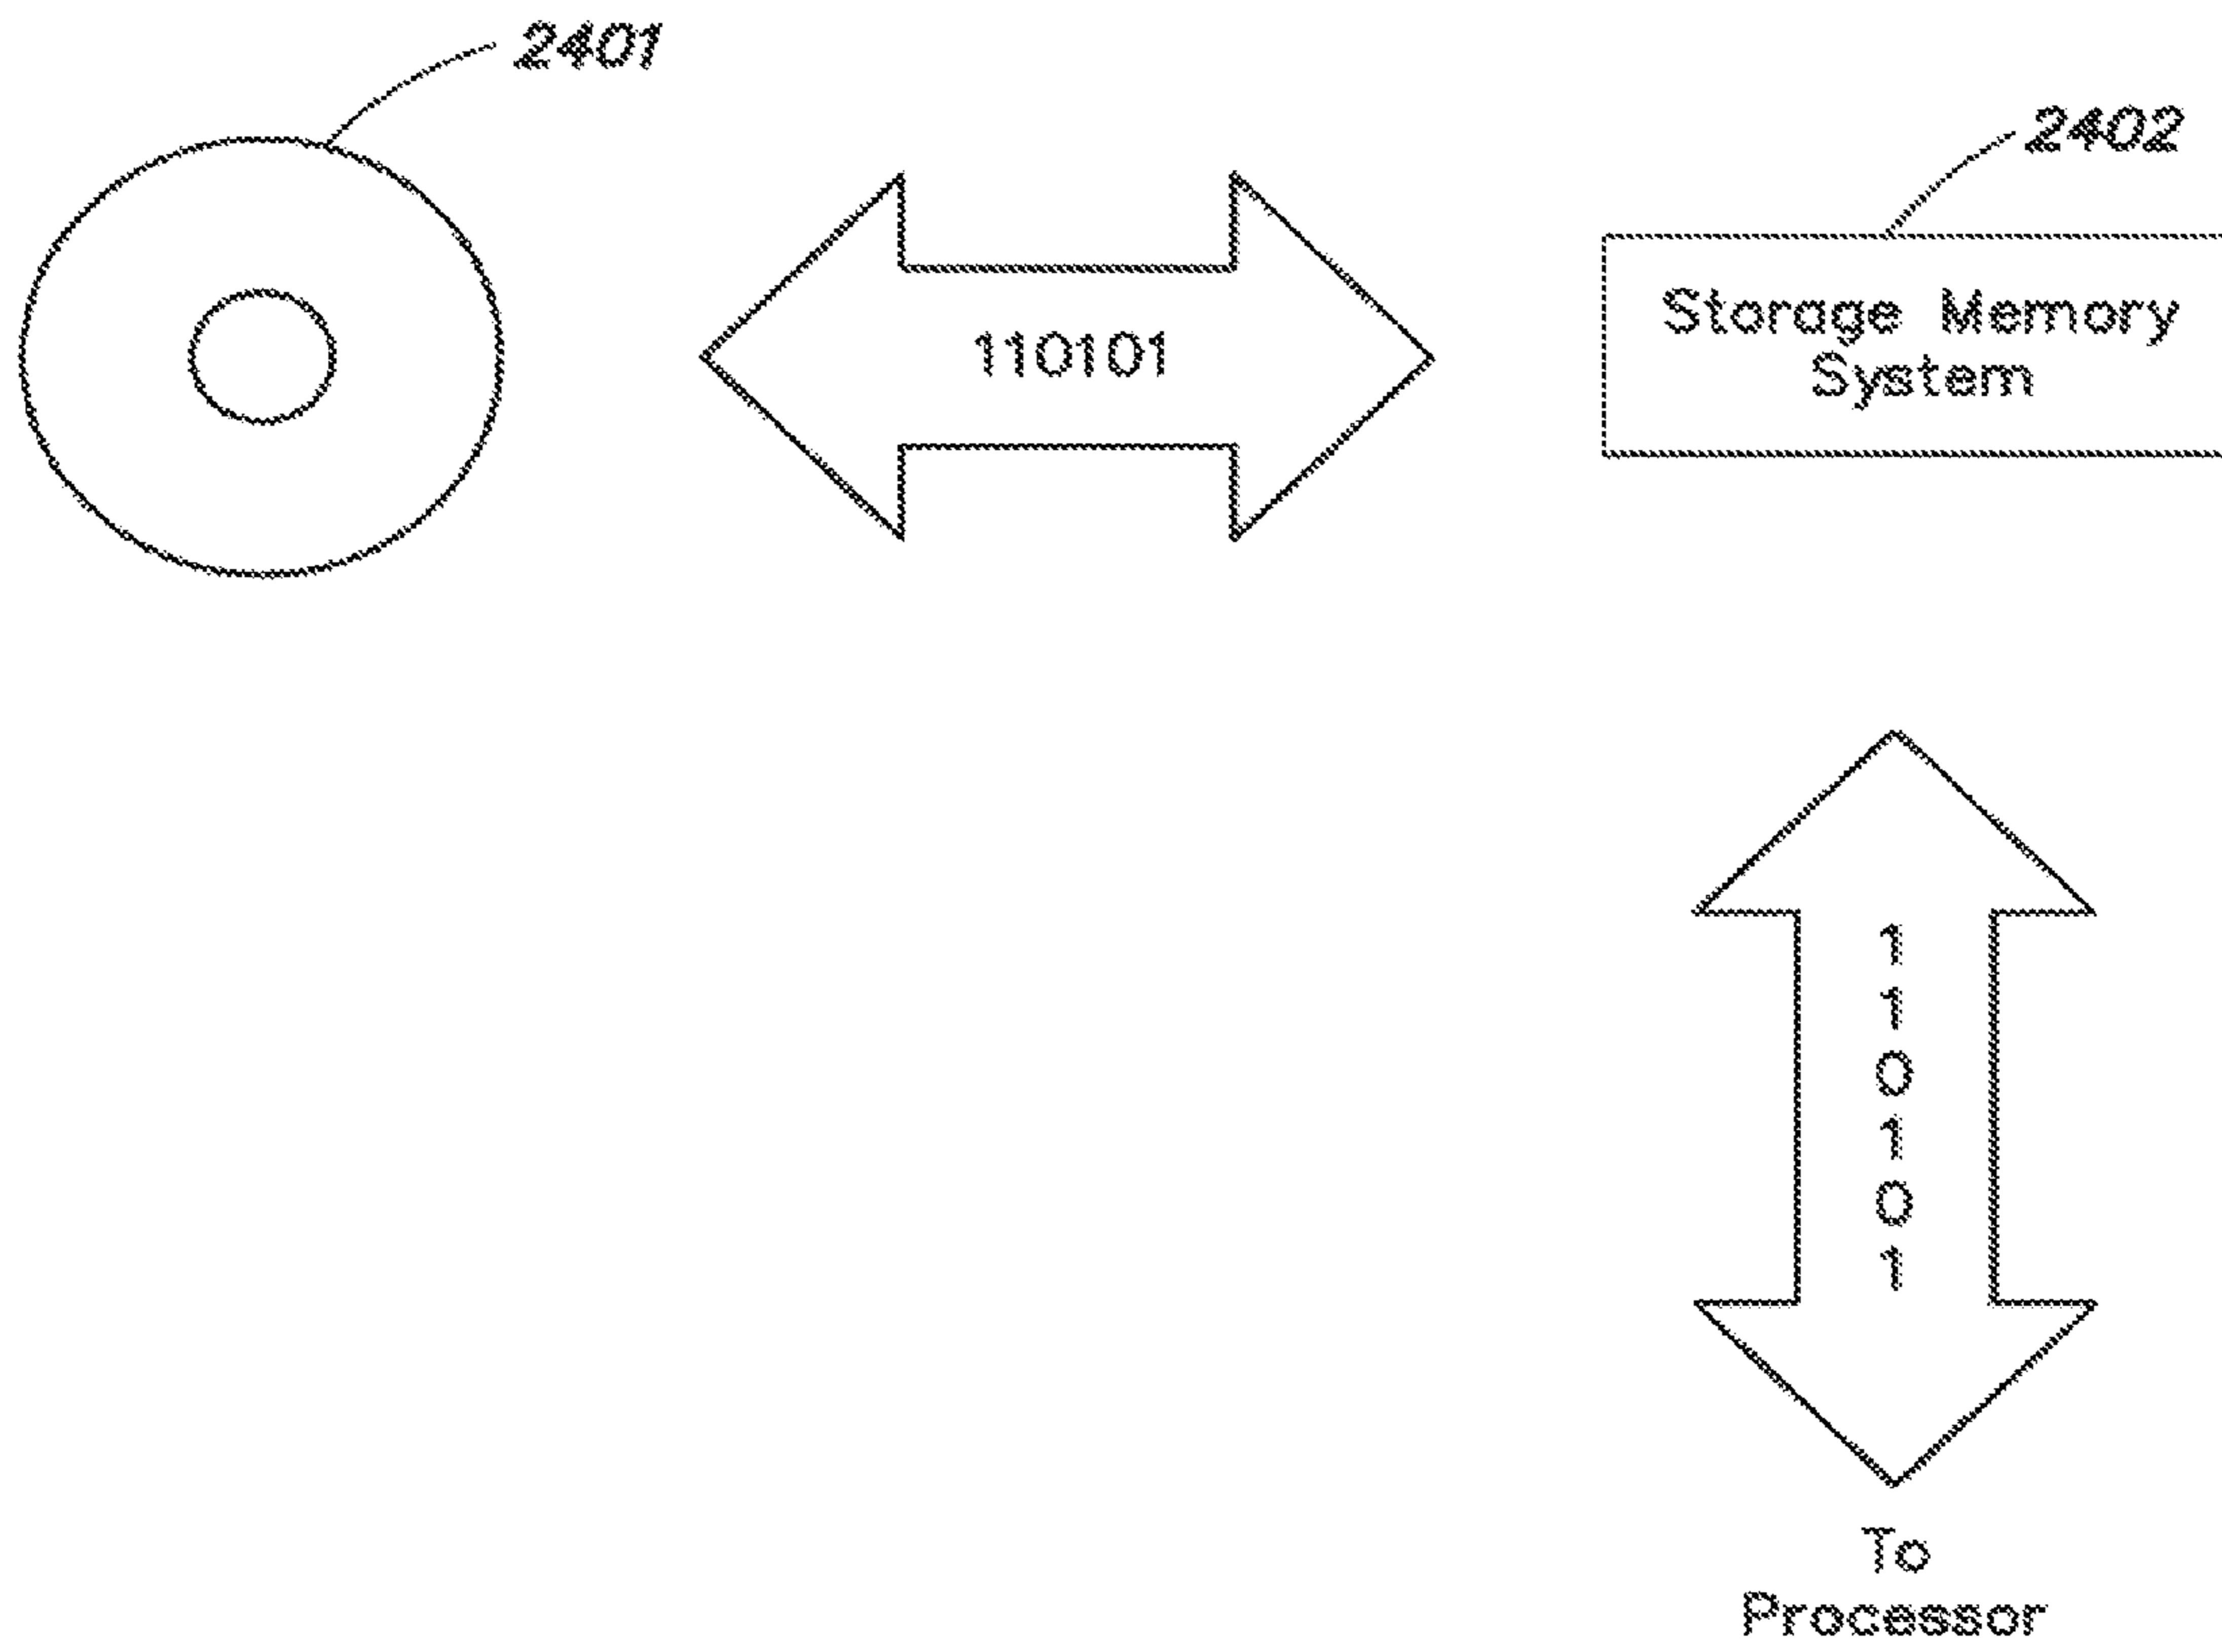 2401
2402
Storage Memory
System
110101
1
1
0
1
0
1
To
Processor